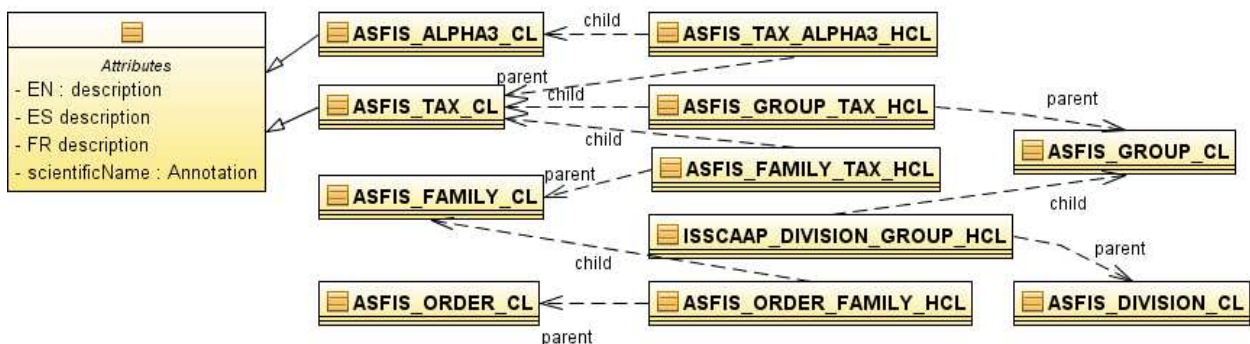 Attributes
- EN : description
- ES description
- FR description
- scientificName : Annotation
ASFIS_ALPHA3_CL
child
ASFIS_TAX_ALPHA3_HCL
parent
ASFIS_TAX_CL
child
ASFIS_GROUP_TAX_HCL
parent
ASFIS_GROUP_CL
child
ASFIS_FAMILY_TAX_HCL
parent
ASFIS_FAMILY_CL
child
ISSCAAP_DIVISION_GROUP_HCL
parent
child
ASFIS_ORDER_CL
ASFIS_ORDER_FAMILY_HCL
ASFIS_DIVISION_CL
parent